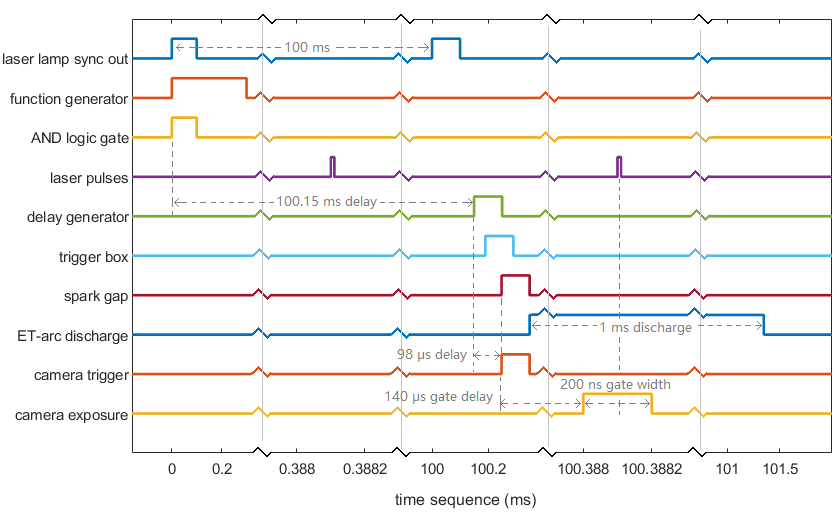 laser lamp sync out
100 ms
function generator
AND logic gate
laser pulses
100.15 ms delay
delay generator
trigger box
spark gap
1 ms discharge
ET-arc discharge
98 µs delay
camera trigger
200 ns gate width
140 µs gate delay
camera exposure
0 0.2 0.388 0.3882 100 100.2 100.388 100.3882 101 101.5
time sequence (ms)